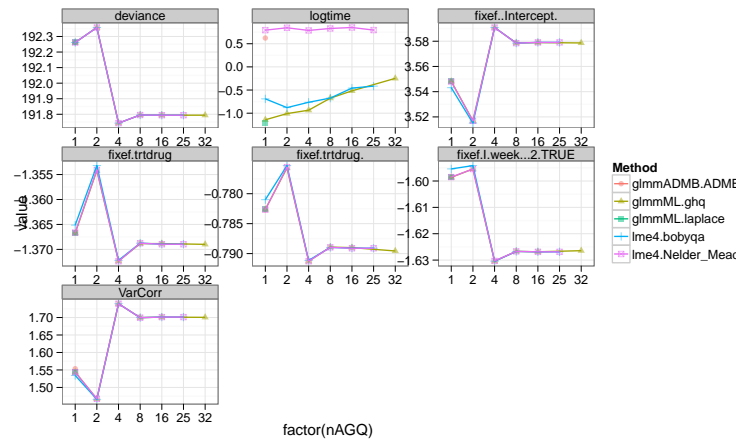 deviance
logtime
fixef..Intercept.
192.3
192.2
192.1
192.0
191.9
191.8
1 2 4 8 16 25 32
0.5
0.0
−0.5
−1.0
1 2 4 8 16 25 32
3.58
3.56
3.54
3.52
1 2 4 8 16 25 32
fixef.trtdrug
fixef.trtdrug.
fixef.I.week...2.TRUE
−1.355
−1.360
−1.365
−1.370
1 2 4 8 16 25 32
−0.780
−0.785
−0.790
1 2 4 8 16 25 32
−1.60
−1.61
−1.62
−1.63
1 2 4 8 16 25 32
value
VarCorr
1.70
1.65
1.60
1.55
1.50
1 2 4 8 16 25 32
factor(nAGQ)
Method
glmmADMB.ADMB
glmmML.ghq
glmmML.laplace
lme4.bobyqa
lme4.Nelder_Mead